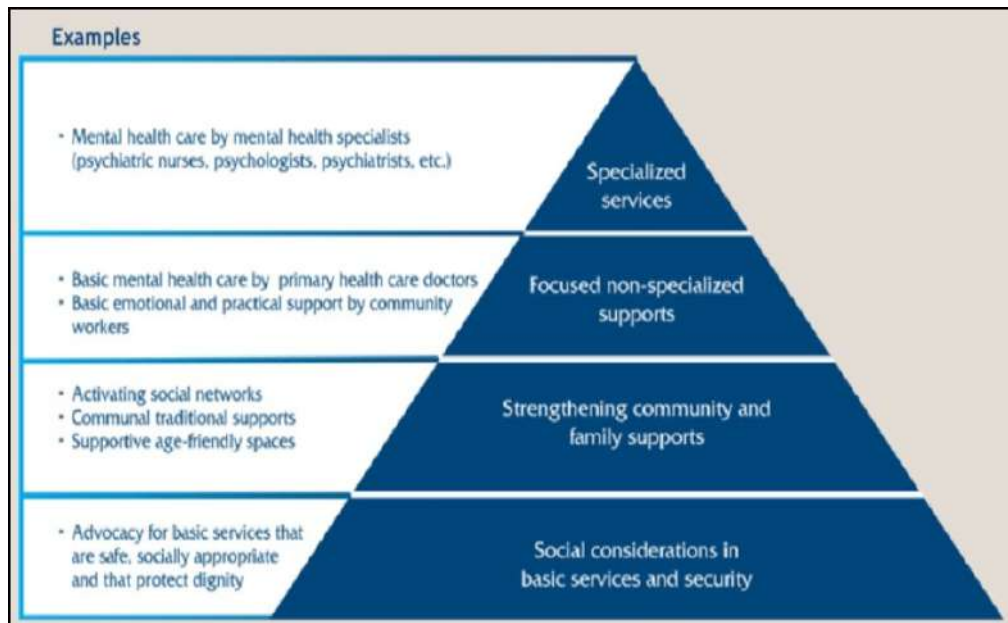 Examples
• Mental health care by mental health specialists
(psychiatric nurses, psychologists, psychiatrists, etc.)
Specialized
services
• Basic mental health care by primary health care doctors
• Basic emotional and practical support by community
workers
Focused non-specialized
supports
• Activating social networks
• Communal traditional supports
• Supportive age-friendly spaces
Strengthening community and
family supports
• Advocacy for basic services that
are safe, socially appropriate
and that protect dignity
Social considerations in
basic services and security